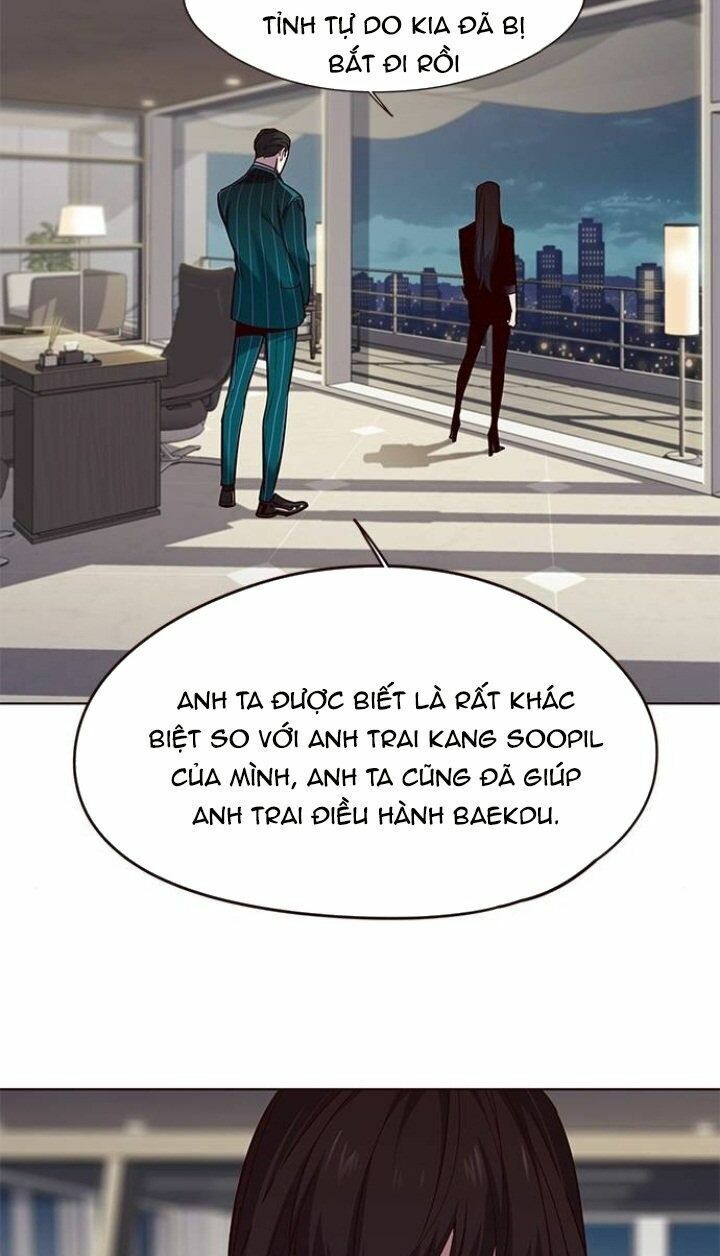 TỈNH TỰ DO KIA ĐÃ BỊ
BẮT ĐI RỒI
ANH TA ĐƯỢC BIẾT LÀ RẤT KHÁC
BIỆT SO VỚI ANH TRAI KANG SOOPIL
CỦA MÌNH, ANH TA CŨNG ĐÃ GIÚP
ANH TRAI ĐIỀU HÀNH BAEKDU.